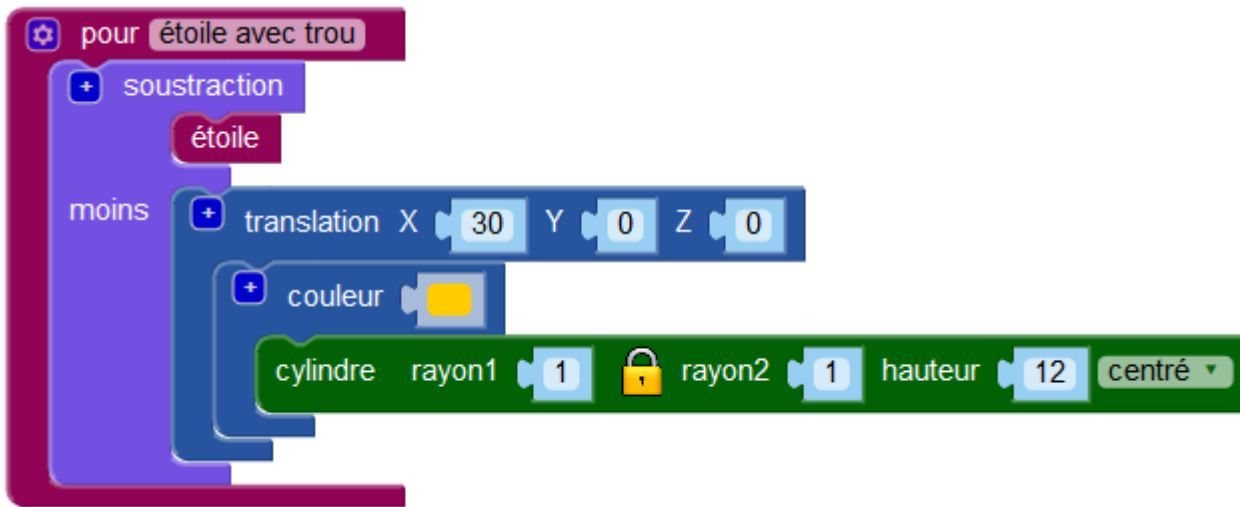 pour étoile avec trou
+ soustraction
étoile
moins + translation X 30 Y 0 Z 0
+ couleur
cylindre rayon1 1 rayon2 1 hauteur 12 centré ▾